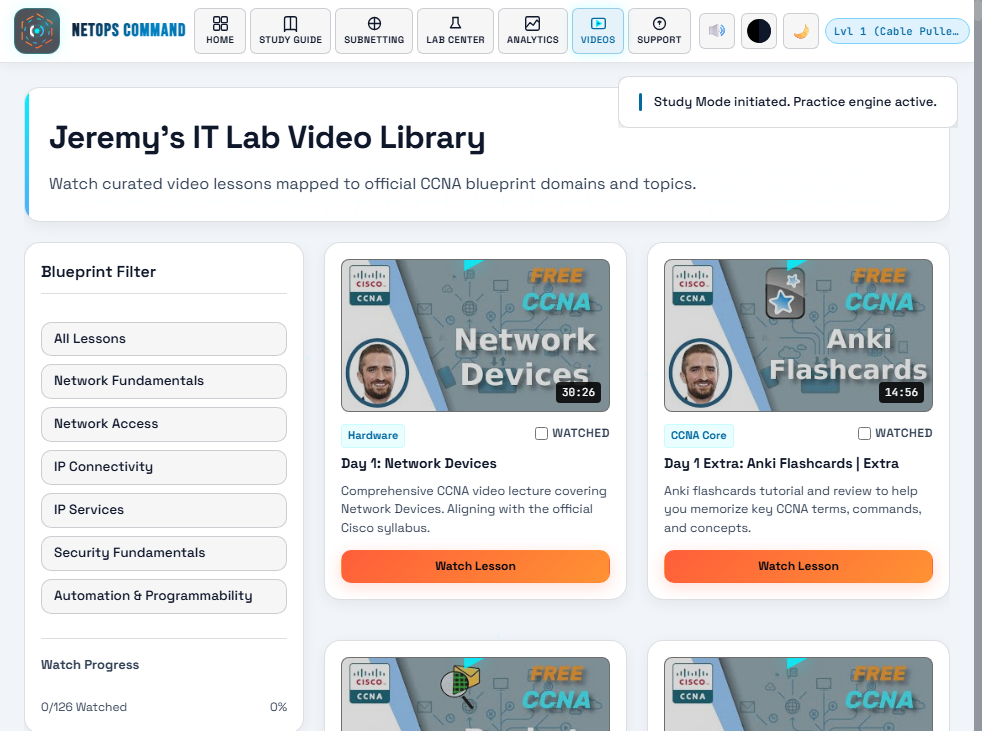 NETOPS COMMAND
HOME
STUDY GUIDE
SUBNETTING
LAB CENTER
ANALYTICS
VIDEOS
SUPPORT
Lvl 1 (Cable Pulle…
Study Mode initiated. Practice engine active.
Jeremy's IT Lab Video Library
Watch curated video lessons mapped to official CCNA blueprint domains and topics.
Blueprint Filter
All Lessons
Network Fundamentals
Network Access
IP Connectivity
IP Services
Security Fundamentals
Automation & Programmability
Watch Progress
0/126 Watched
0%
CISCO
CCNA
FREE
CCNA
Network
Devices
30:26
Hardware
WATCHED
Day 1: Network Devices
Comprehensive CCNA video lecture covering
Network Devices. Aligning with the official
Cisco syllabus.
Watch Lesson
CISCO
CCNA
FREE
CCNA
Anki
Flashcards
14:56
CCNA Core
WATCHED
Day 1 Extra: Anki Flashcards | Extra
Anki flashcards tutorial and review to help
you memorize key CCNA terms, commands,
and concepts.
Watch Lesson
CISCO
CCNA
FREE
CCNA
CISCO
CCNA
FREE
CCNA